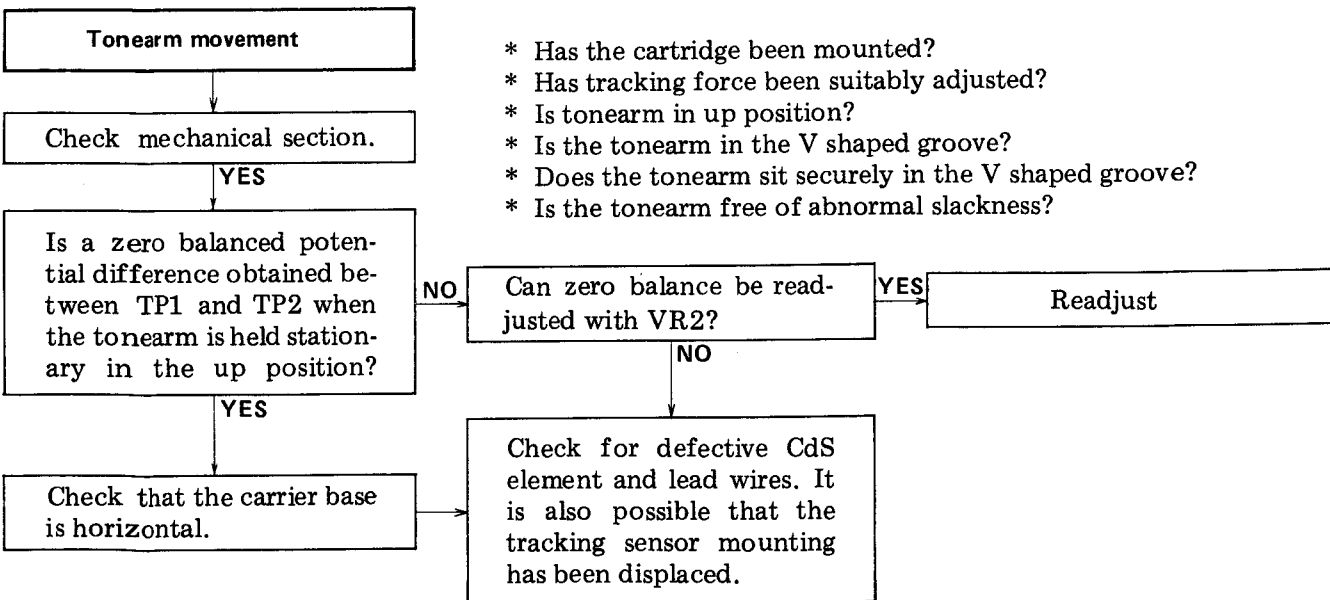 Tonearm movement
* Has the cartridge been mounted?
* Has tracking force been suitably adjusted?
* Is tonearm in up position?
* Is the tonearm in the V shaped groove?
* Does the tonearm sit securely in the V shaped groove?
* Is the tonearm free of abnormal slackness?
Check mechanical section.
YES
Is a zero balanced poten-
tial difference obtained be-
tween TP1 and TP2 when
the tonearm is held station-
ary in the up position?
NO
Can zero balance be read-
justed with VR2?
YES
Readjust
NO
YES
Check that the carrier base
is horizontal.
Check for defective CdS
element and lead wires. It
is also possible that the
tracking sensor mounting
has been displaced.